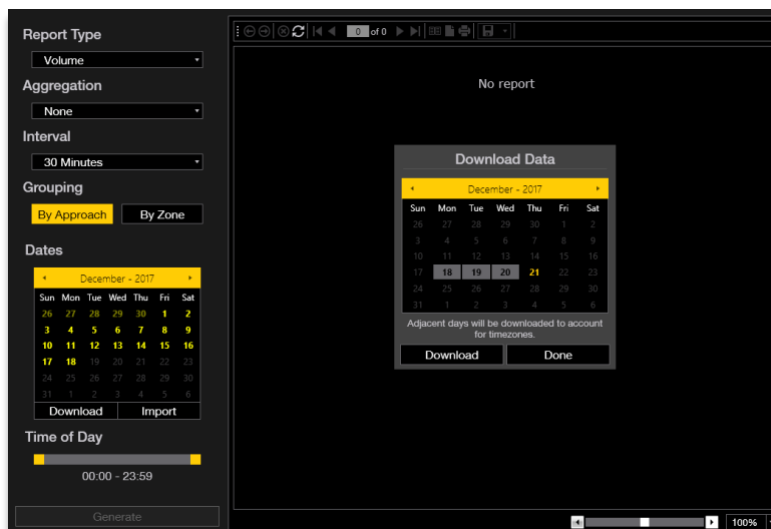 Report Type
Volume
Aggregation
None
Interval
30 Minutes
Grouping
By Approach By Zone
Dates
December - 2017
Sun Mon Tue Wed Thu Fri Sat
26 27 28 29 30 1 2
3 4 5 6 7 8 9
10 11 12 13 14 15 16
17 18 19 20 21 22 23
24 25 26 27 28 29 30
31 1 2 3 4 5 6
Download Import
Time of Day
00:00 - 23:59
Generate
0 of 0
No report
Download Data
December - 2017
Sun Mon Tue Wed Thu Fri Sat
26 27 28 29 30 1 2
3 4 5 6 7 8 9
10 11 12 13 14 15 16
17 18 19 20 21 22 23
24 25 26 27 28 29 30
31 1 2 3 4 5 6
Adjacent days will be downloaded to account
for timezones.
Download Done
100%